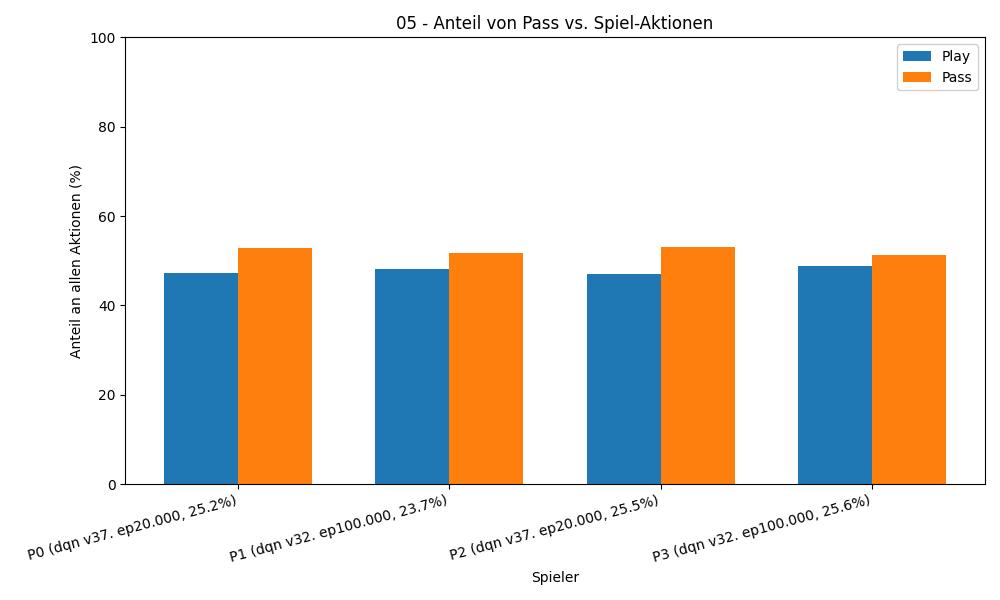 05 - Anteil von Pass vs. Spiel-Aktionen
Play
Pass
Anteil an allen Aktionen (%)
100
80
60
40
20
0
P0 (dqn v37. ep20.000, 25.2%)
P1 (dqn v32. ep100.000, 23.7%)
P2 (dqn v37. ep20.000, 25.5%)
P3 (dqn v32. ep100.000, 25.6%)
Spieler